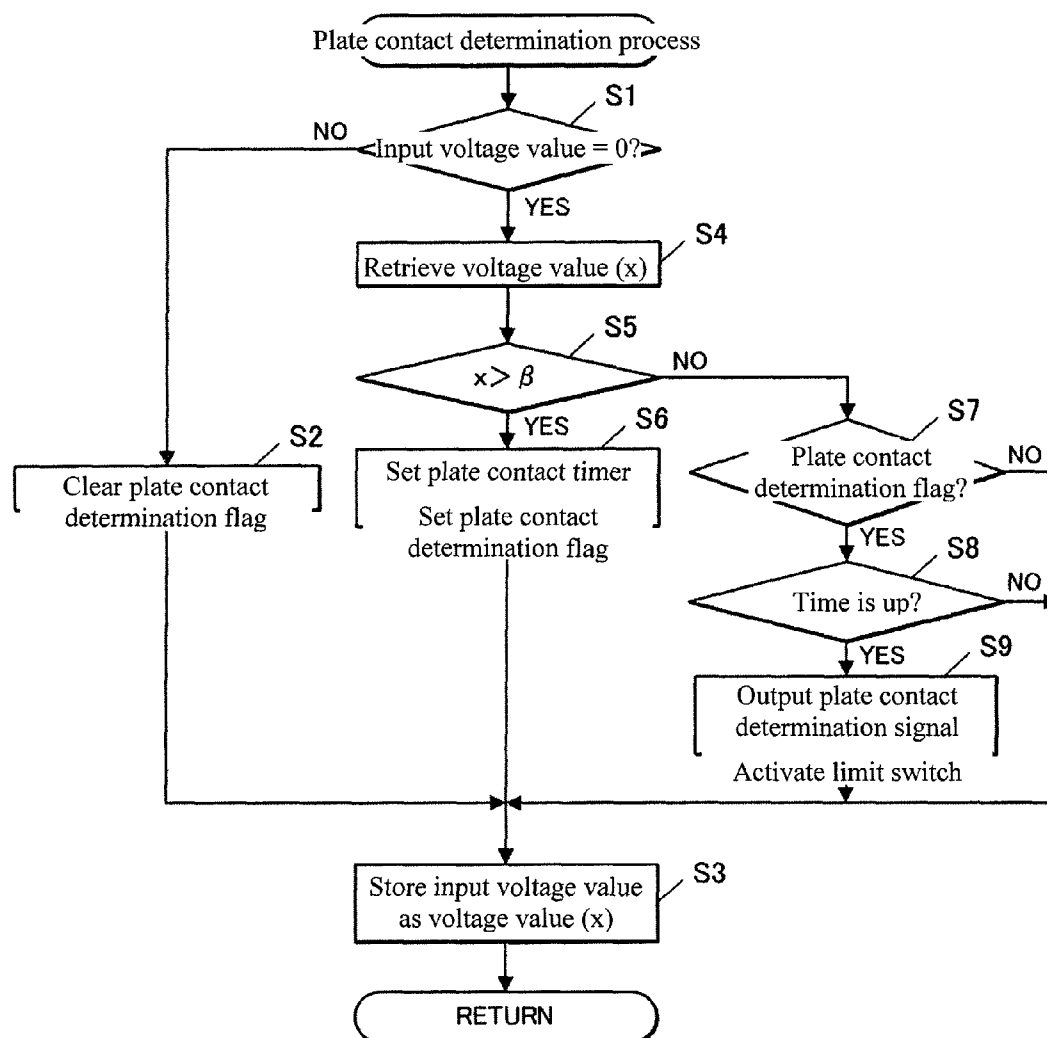 Plate contact determination process
S1
NO
Input voltage value = 0?
YES
S4
Retrieve voltage value (x)
S5
NO
x> β
YES
S6
Set plate contact timer
Set plate contact
determination flag
S2
Clear plate contact
determination flag
S7
NO
Plate contact
determination flag?
YES
S8
NO
Time is up?
YES
S9
Output plate contact
determination signal
Activate limit switch
S3
Store input voltage value
as voltage value (x)
RETURN